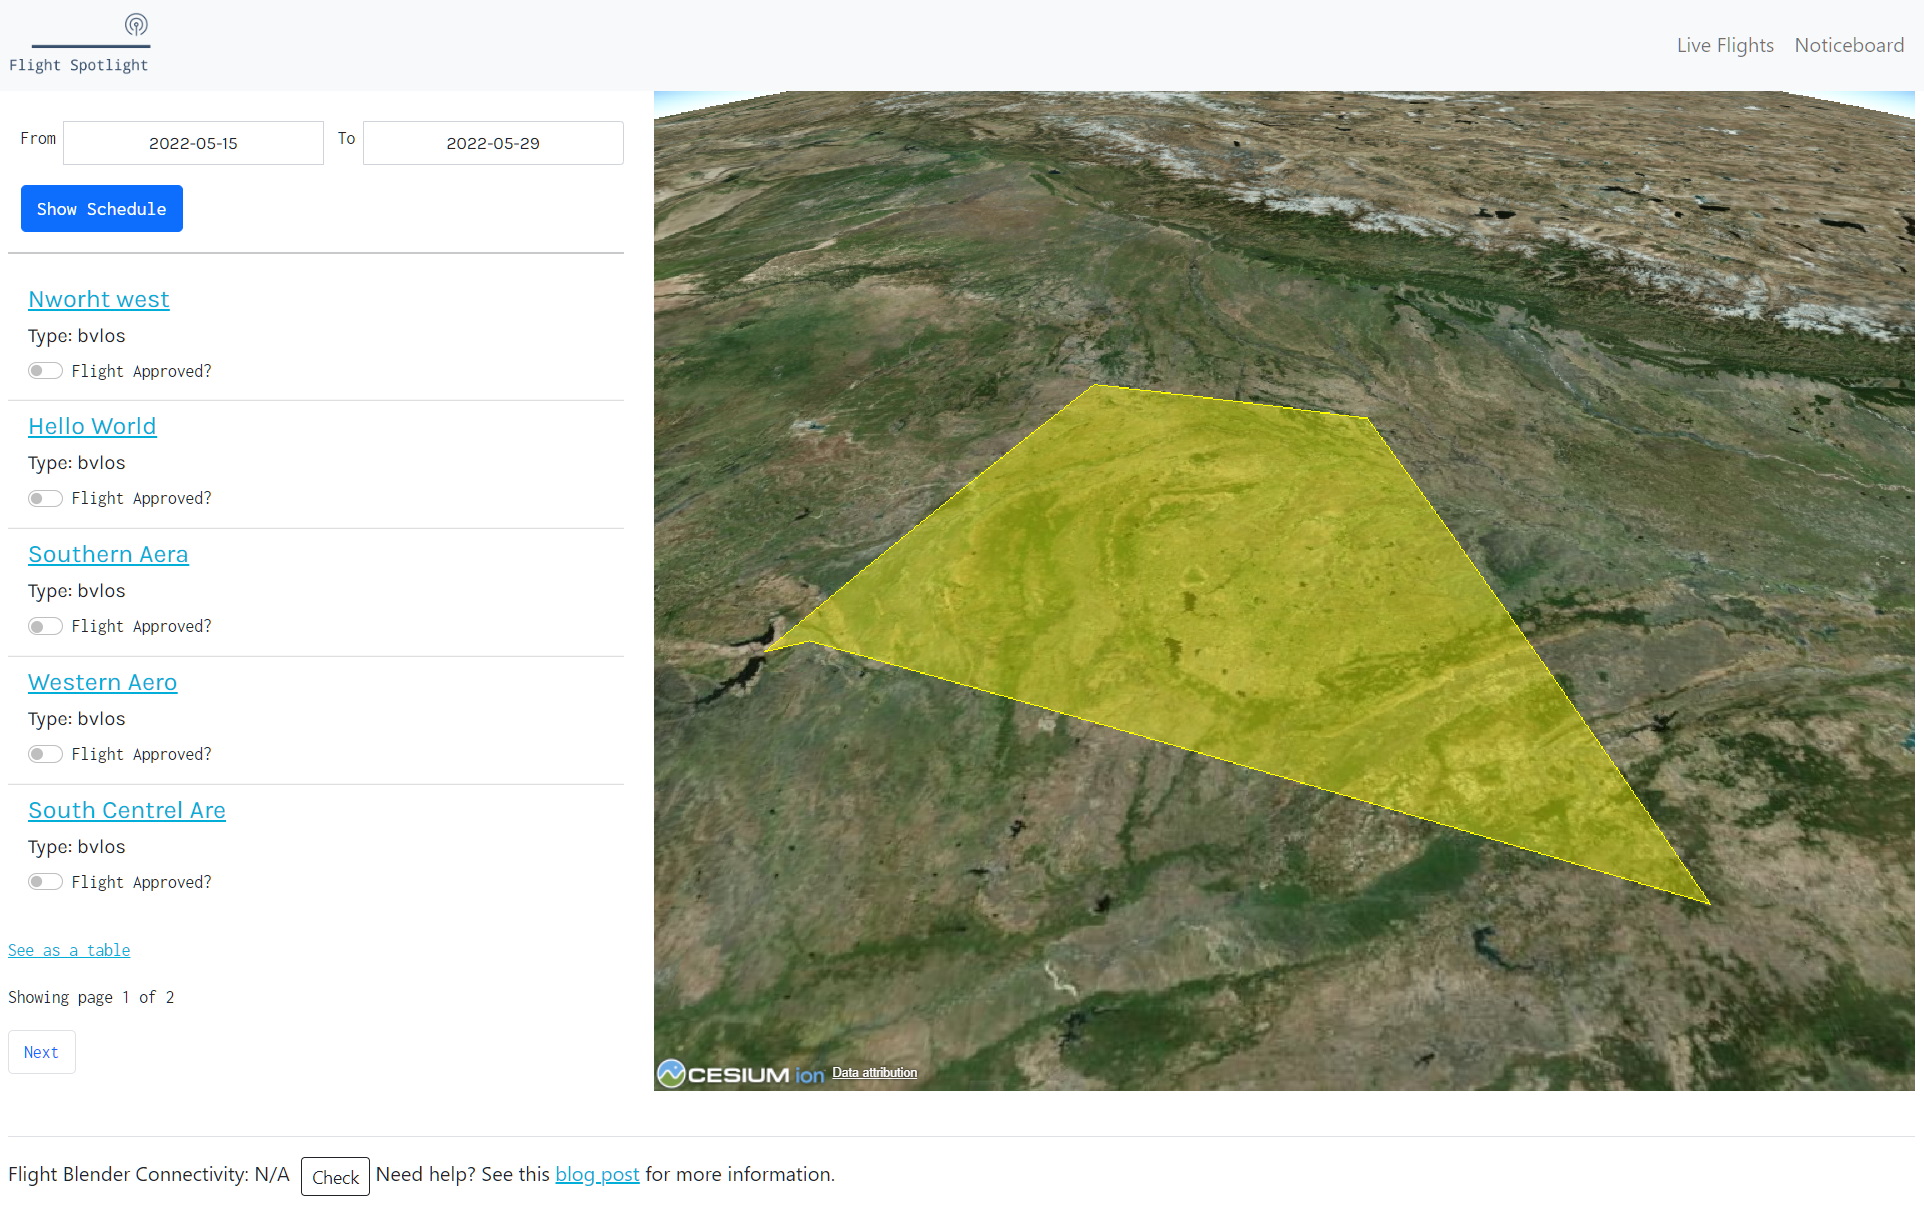 Flight Spotlight
Live Flights Noticeboard
From 2022-05-15 To 2022-05-29
Show Schedule
Nworht west
Type: bvlos
Flight Approved?
Hello World
Type: bvlos
Flight Approved?
Southern Aera
Type: bvlos
Flight Approved?
Western Aero
Type: bvlos
Flight Approved?
South Centrel Are
Type: bvlos
Flight Approved?
See as a table
Showing page 1 of 2
Next
CESIUM ion Data attribution
Flight Blender Connectivity: N/A Check Need help? See this blog post for more information.